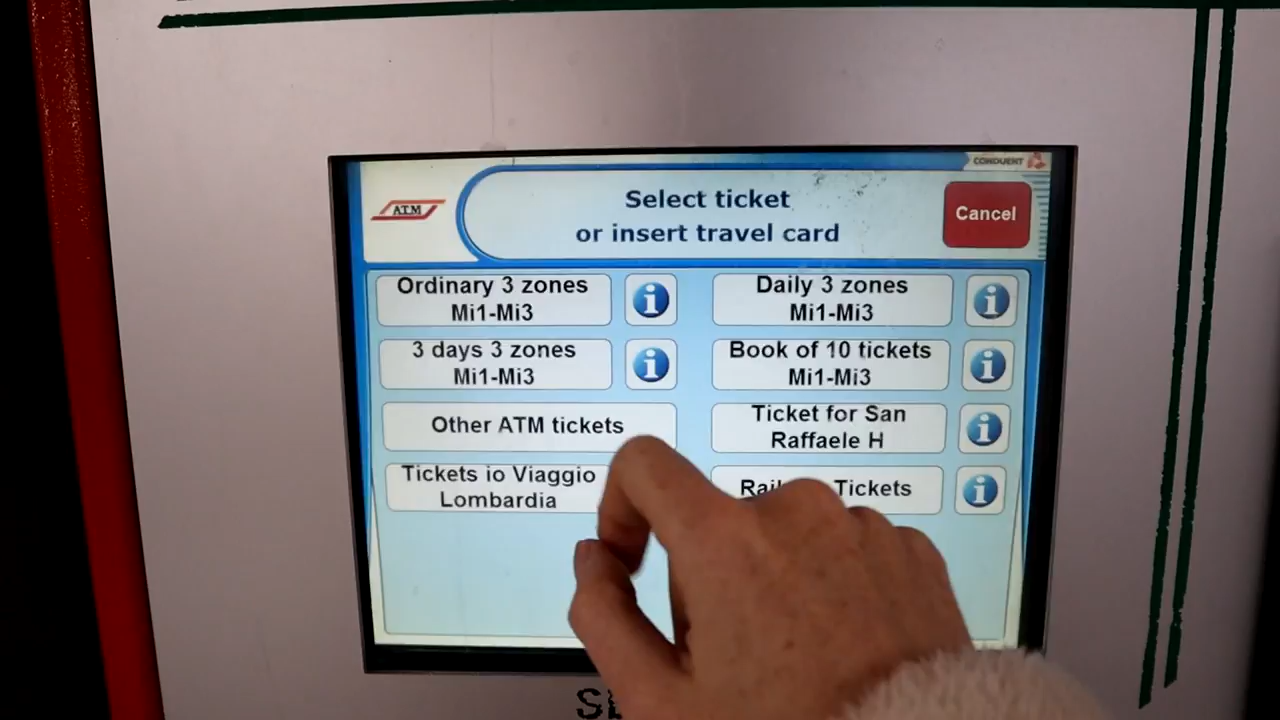 CONDUENT
ATM
Select ticket
or insert travel card
Cancel
Ordinary 3 zones
Mi1-Mi3
Daily 3 zones
Mi1-Mi3
3 days 3 zones
Mi1-Mi3
Book of 10 tickets
Mi1-Mi3
Other ATM tickets
Ticket for San
Raffaele H
Tickets io Viaggio
Lombardia
Tickets